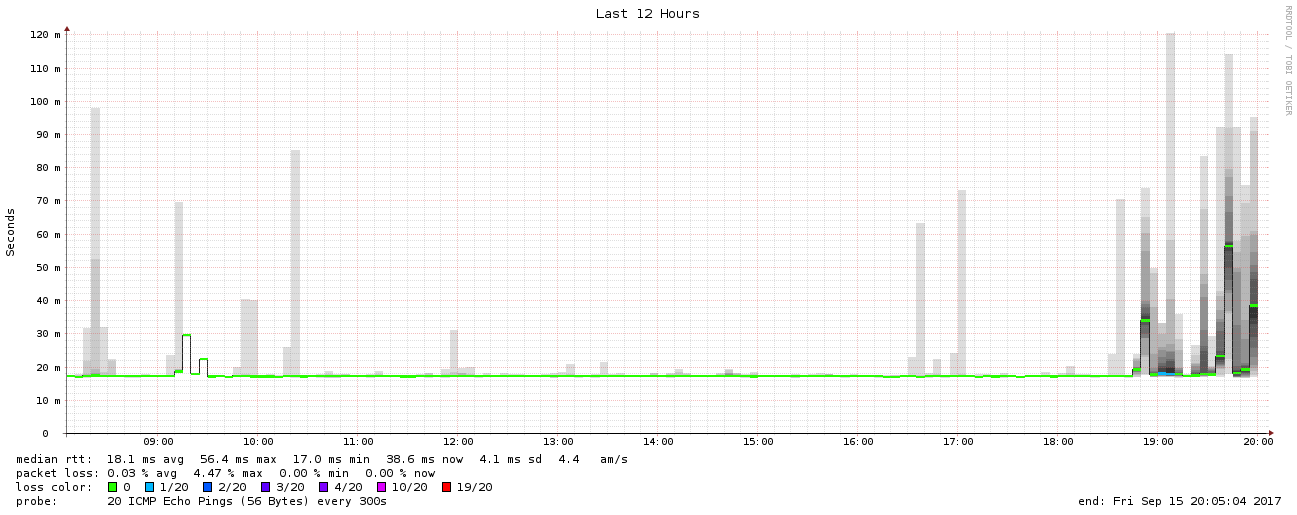 Last 12 Hours
RRDTOOL / TOBI OETIKER
Seconds
120 m
110 m
100 m
90 m
80 m
70 m
60 m
50 m
40 m
30 m
20 m
10 m
0
09:00 10:00 11:00 12:00 13:00 14:00 15:00 16:00 17:00 18:00 19:00 20:00
median rtt: 18.1 ms avg 56.4 ms max 17.0 ms min 38.6 ms now 4.1 ms sd 4.4 am/s
packet loss: 0.03 % avg 4.47 % max 0.00 % min 0.00 % now
loss color: 0 1/20 2/20 3/20 4/20 10/20 19/20
probe: 20 ICMP Echo Pings (56 Bytes) every 300s
end: Fri Sep 15 20:05:04 2017